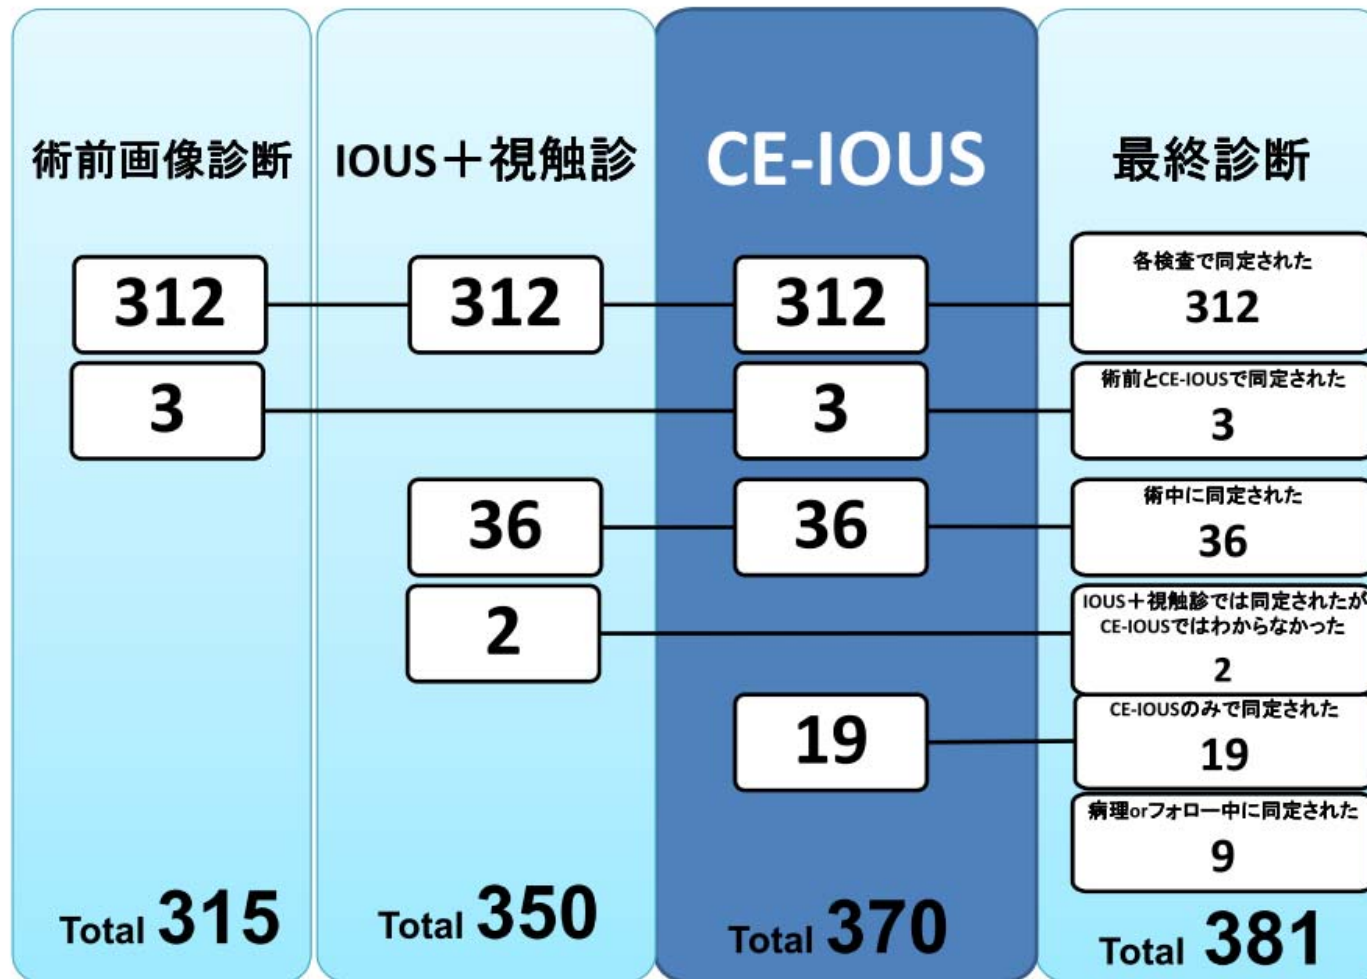 術前画像診断
312
3
Total 315
IOUS＋視触診
312
36
2
Total 350
CE-IOUS
312
3
36
19
Total 370
最終診断
各検査で同定された
312
術前とCE-IOUSで同定された
3
術中に同定された
36
IOUS＋視触診では同定されたが
CE-IOUSではわからなかった
2
CE-IOUSのみで同定された
19
病理orフォロー中に同定された
9
Total 381